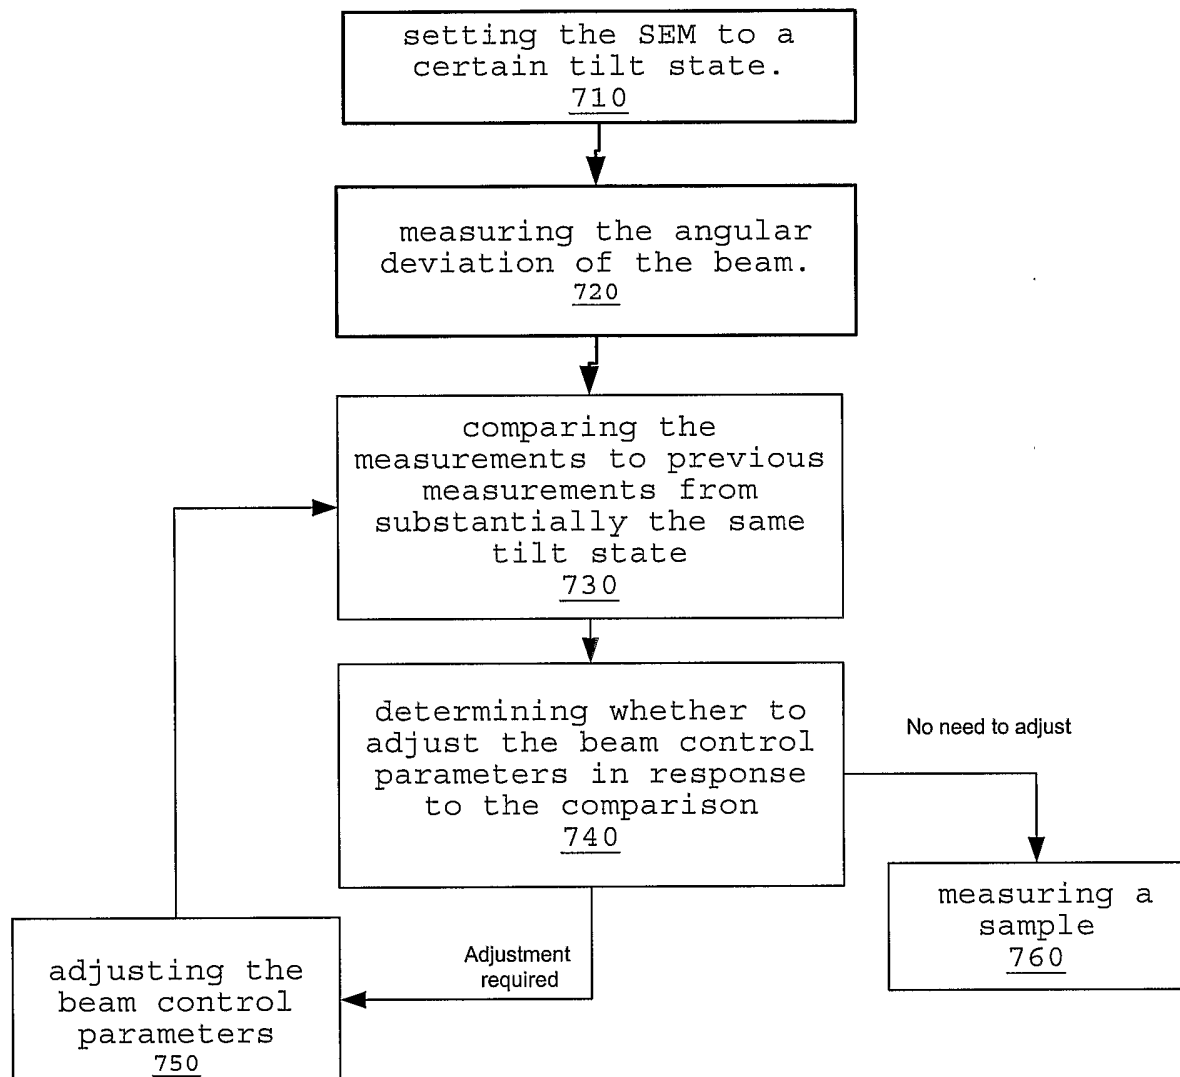 setting the SEM to a
certain tilt state.
710
measuring the angular
deviation of the beam.
720
comparing the
measurements to previous
measurements from
substantially the same
tilt state
730
determining whether to
adjust the beam control
parameters in response
to the comparison
740
No need to adjust
measuring a
sample
760
Adjustment
required
adjusting the
beam control
parameters
750